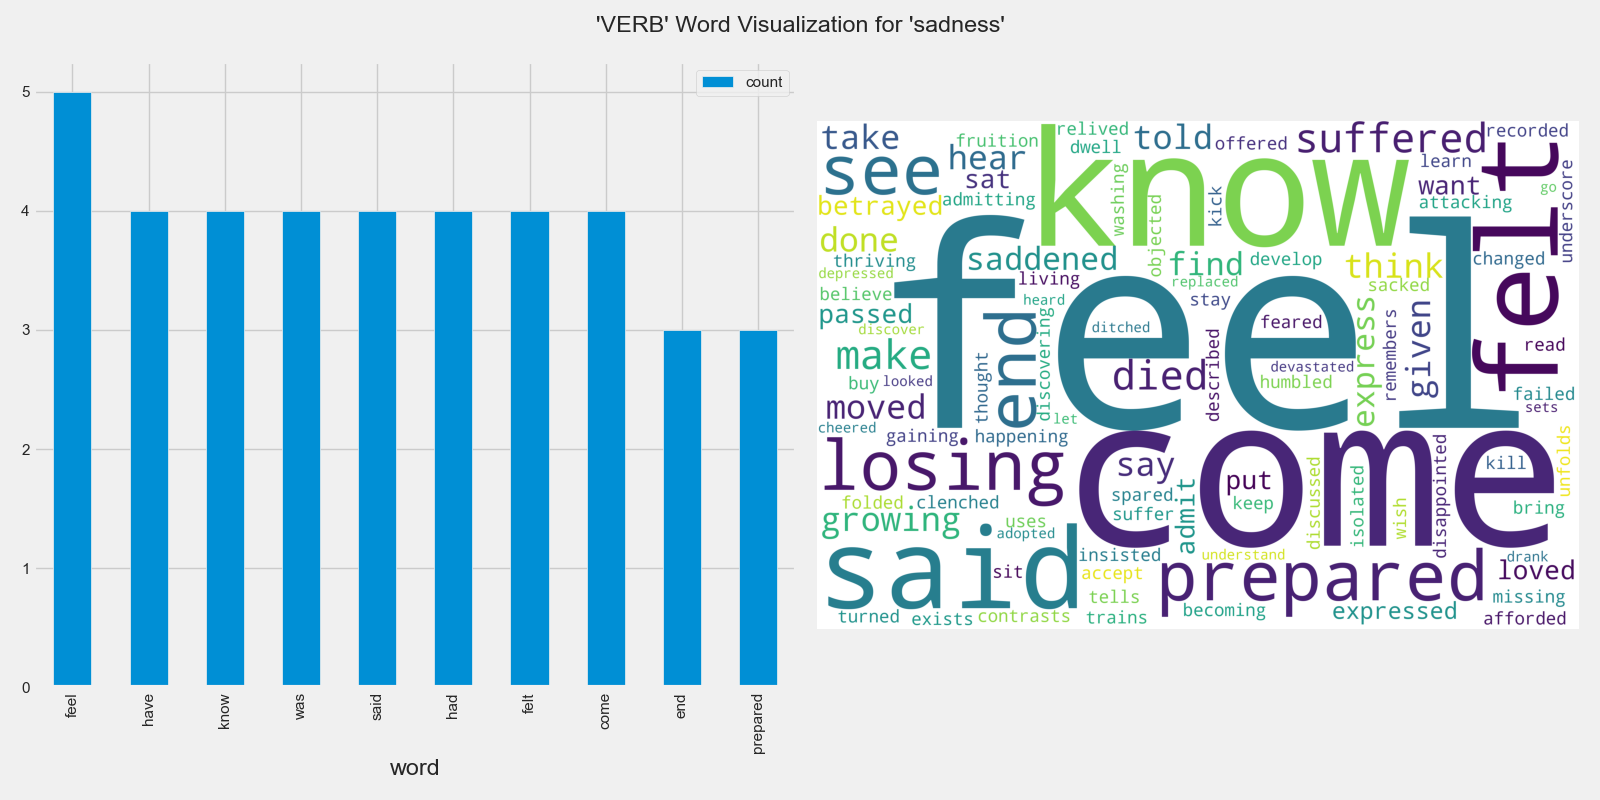 'VERB' Word Visualization for 'sadness'
count
5
4
3
2
1
0
feel
have
know
was
said
had
felt
come
end
prepared
word
take
fruition
relived
dwell
told
offered
suffered
recorded
see
hear
sat
know
learn
want
felt
go
underscore
betrayed
admitting
washing
kick
objected
attacking
done
saddened
find
develop
think
changed
thriving
depressed
living
replaced
sacked
believe
heard
stay
passed
discover
feel
end
discovering
ditched
feared
express
remembers
given
read
make
thought
died
described
devastated
humbled
buy
looked
let
failed
sets
moved
cheered
gaining
happening
losing
come
say
put
keep
kill
unfolds
folded
clenched
spared
suffer
admit
discussed
isolated
wish
disappointed
bring
growing
uses
adopted
said
sit
insisted
accept
understand
drank
prepared
loved
tells
missing
turned
exists
contrasts
trains
becoming
expressed
afforded